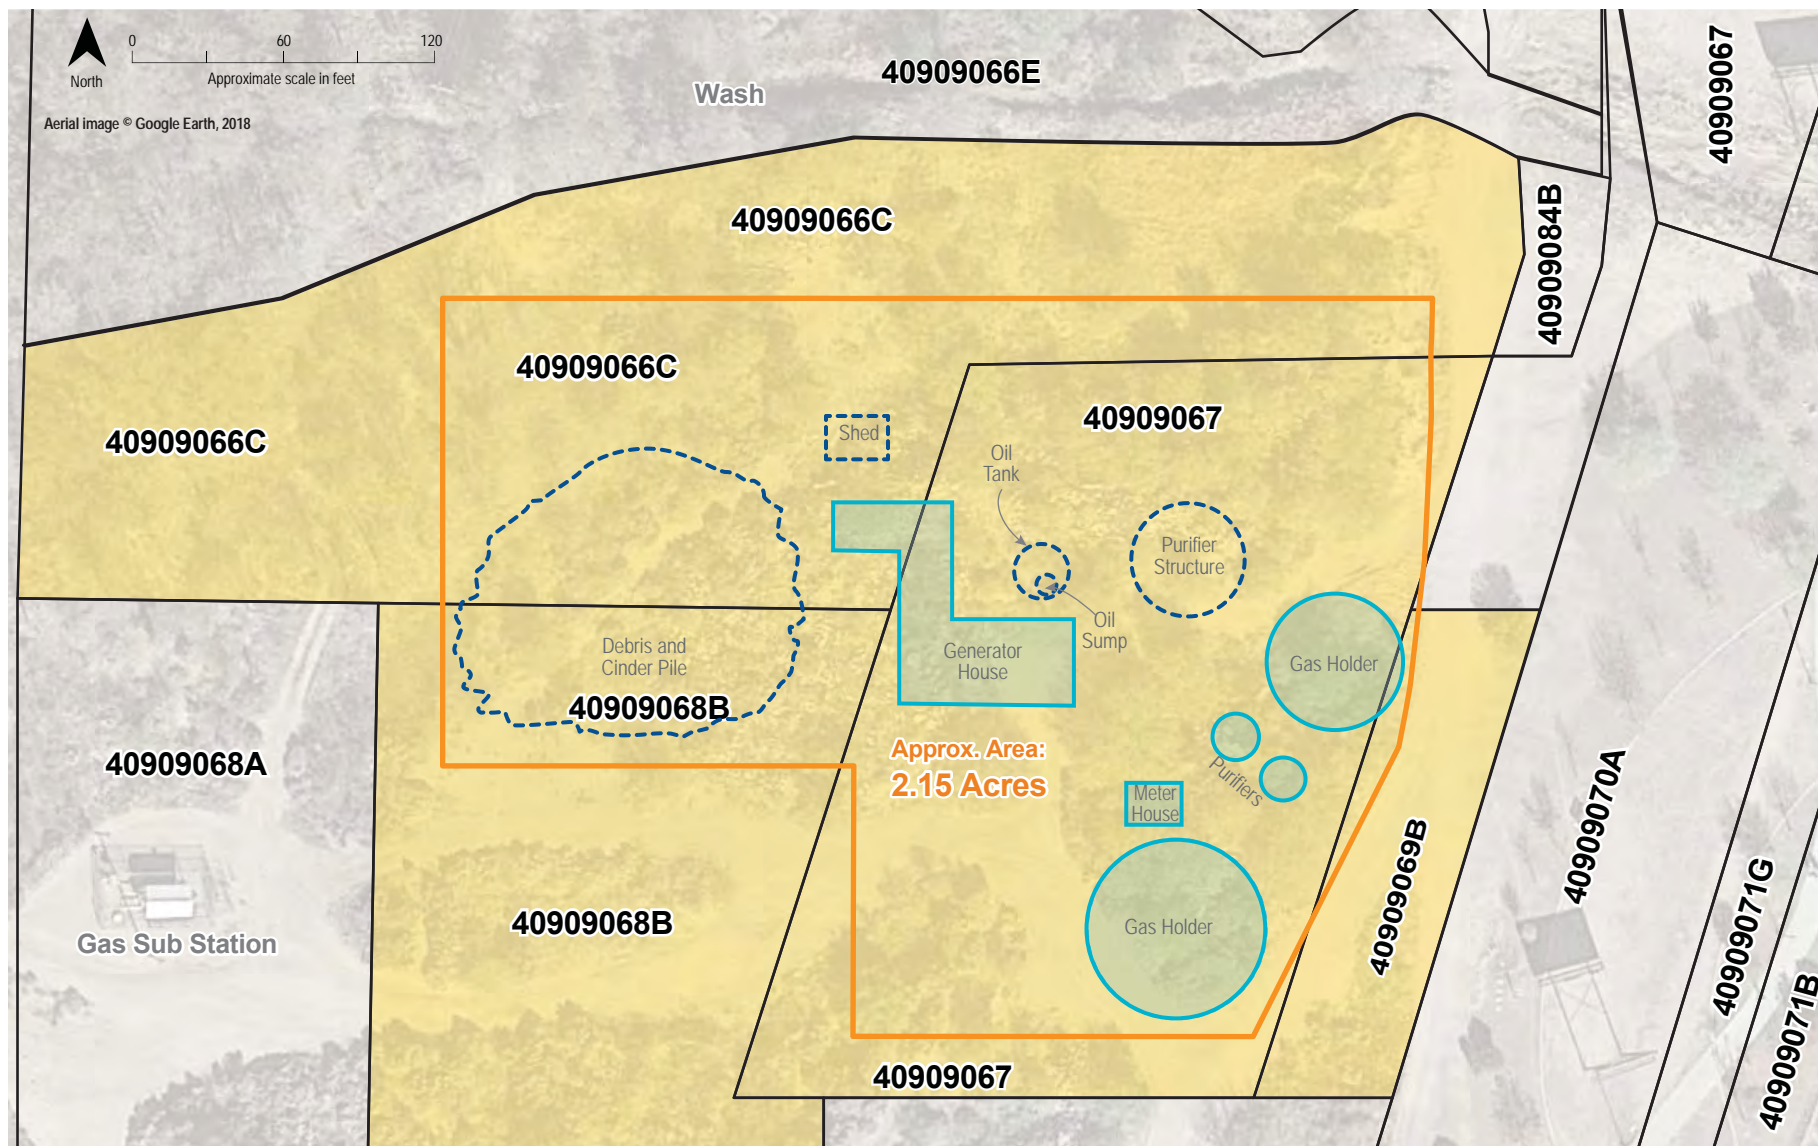 0 60 120
North
Approximate scale in feet
Aerial image © Google Earth, 2018
Wash
40909066E
40909067
40909066C
40909084B
40909066C
40909066C
40909067
Shed
Oil
Tank
Purifier
Structure
Oil
Sump
Debris and
Cinder Pile
Generator
House
Gas Holder
40909068B
40909068A
Approx. Area:
2.15 Acres
Purifiers
Meter
House
40909070A
40909069B
40909071G
40909068B
Gas Holder
Gas Sub Station
40909071B
40909067